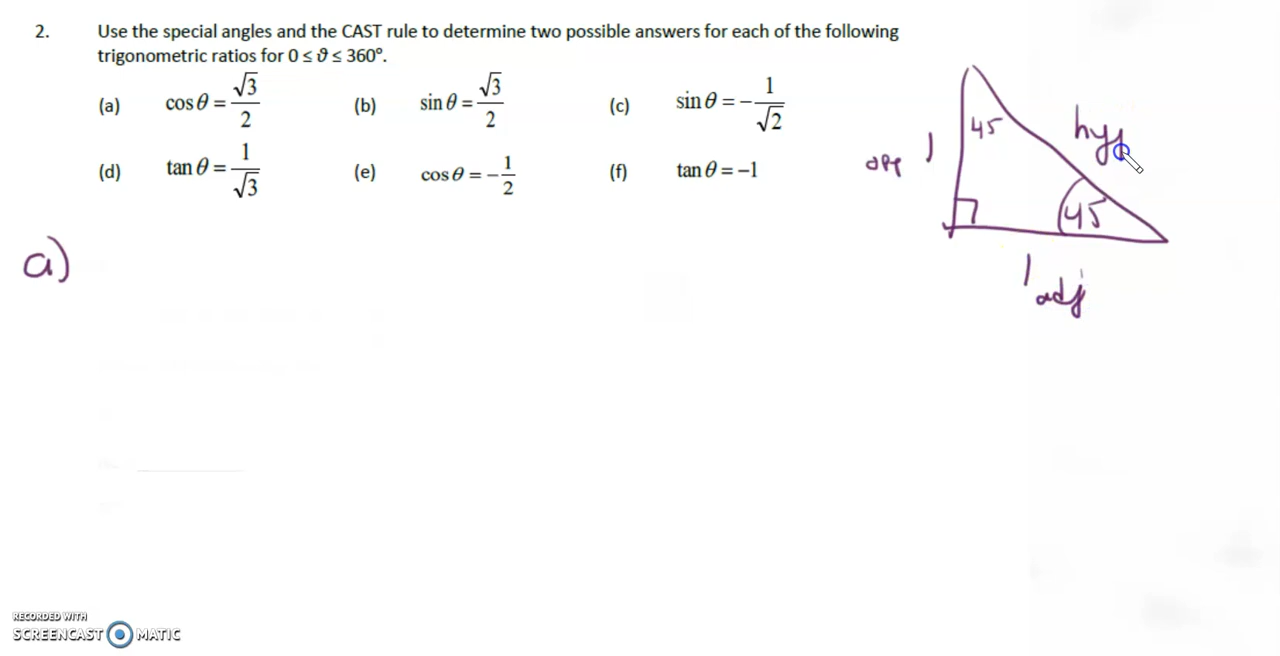 2. Use the special angles and the CAST rule to determine two possible answers for each of the following
trigonometric ratios for 0 ≤ ϑ ≤ 360°.
(a) cos θ = √3/2 (b) sin θ = √3/2 (c) sin θ = −1/√2
(d) tan θ = 1/√3 (e) cos θ = −1/2 (f) tan θ = −1
45
hyp
opp 1
45
1 adj
a)
RECORDED WITH
SCREENCAST MATIC